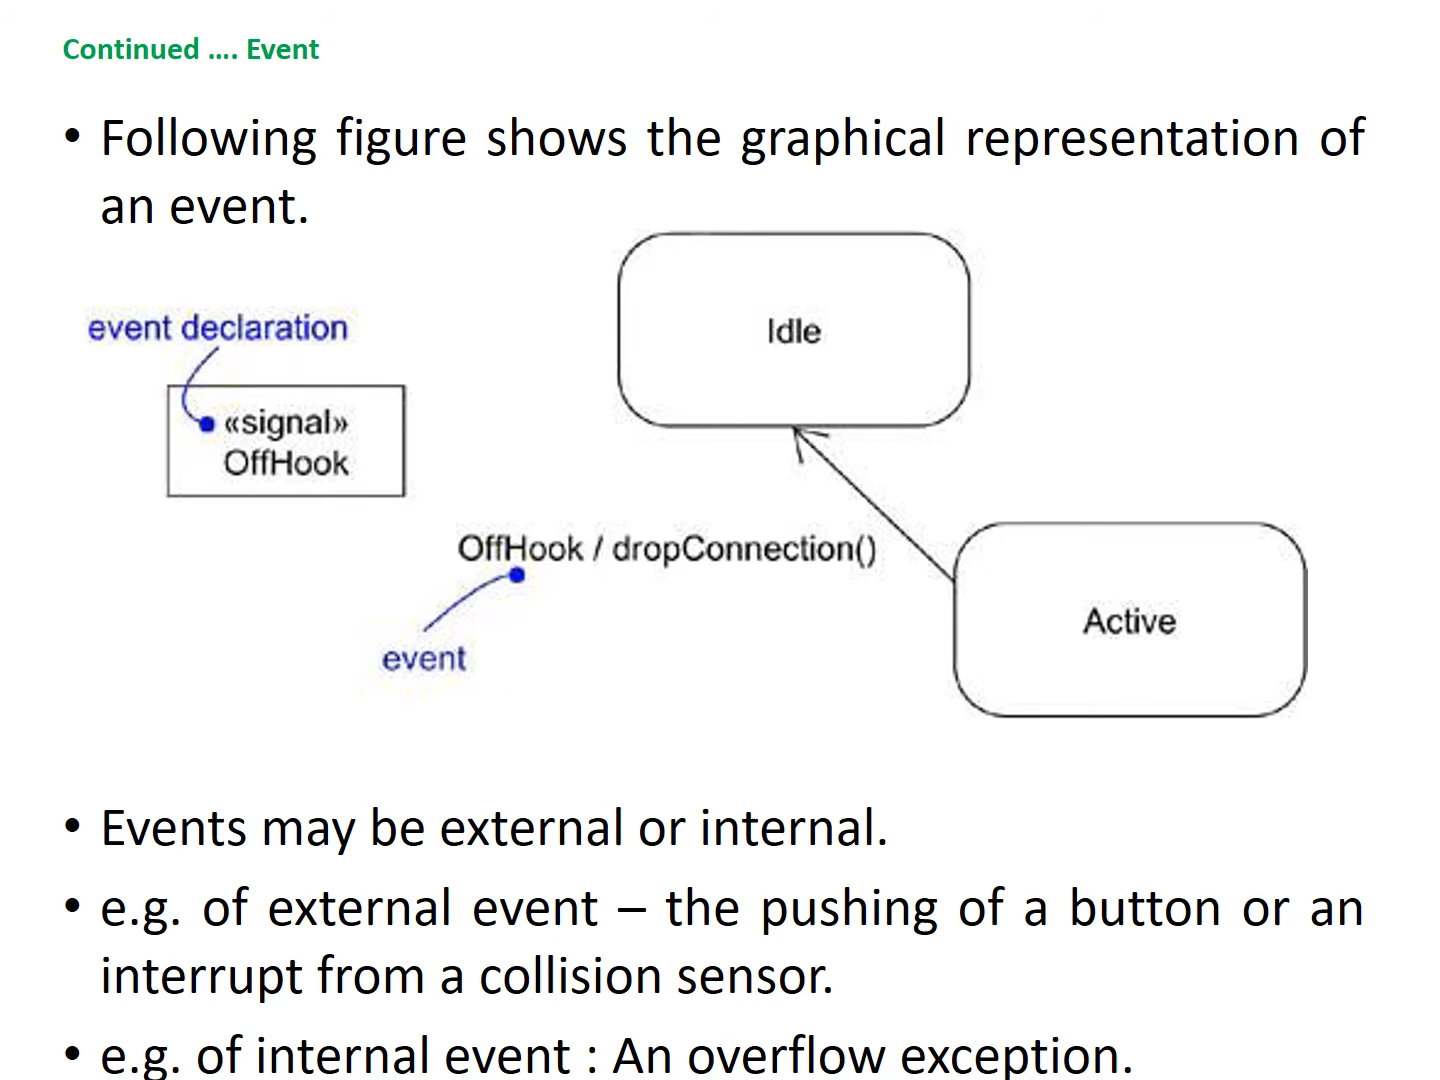 Continued .... Event
• Following figure shows the graphical representation of
an event.
Idle
event declaration
«signal»
OffHook
OffHook / dropConnection()
Active
event
• Events may be external or internal.
• e.g. of external event – the pushing of a button or an
interrupt from a collision sensor.
• e.g. of internal event : An overflow exception.